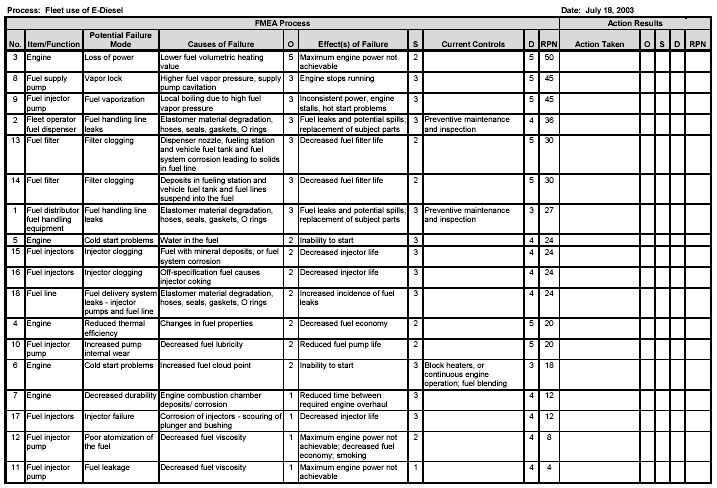 Process: Fleet use of E-Diesel Date: July 18, 2003
FMEA Process Action Results
No. Item/Function Potential Failure Mode Causes of Failure O Effect(s) of Failure S Current Controls D RPN Action Taken O S D RPN
3 Engine Loss of power Lower fuel volumetric heating value 5 Maximum engine power not achievable 2 5 50
8 Fuel supply pump Vapor lock Higher fuel vapor pressure, supply pump cavitation 3 Engine stops running 3 5 45
9 Fuel injector pump Fuel vaporization Local boiling due to high fuel vapor pressure 3 Inconsistent power, engine stalls, hot start problems 3 5 45
2 Fleet operator fuel dispenser Fuel handling line leaks Elastomer material degradation, hoses, seals, gaskets, O rings 3 Fuel leaks and potential spills; replacement of subject parts 3 Preventive maintenance and inspection 4 36
13 Fuel filter Filter clogging Dispenser nozzle, fueling station and vehicle fuel tank and fuel system corrosion leading to solids in fuel line 3 Decreased fuel filter life 2 5 30
14 Fuel filter Filter clogging Deposits in fueling station and vehicle fuel tank and fuel lines suspend into the fuel 3 Decreased fuel filter life 2 5 30
1 Fuel distributor fuel handling equipment Fuel handling line leaks Elastomer material degradation, hoses, seals, gaskets, O rings 3 Fuel leaks and potential spills; replacement of subject parts 3 Preventive maintenance and inspection 3 27
5 Engine Cold start problems Water in the fuel 2 Inability to start 3 4 24
15 Fuel injectors Injector clogging Fuel with mineral deposits, or fuel system corrosion 2 Decreased injector life 3 4 24
16 Fuel injectors Injector clogging Off-specification fuel causes injector coking 2 Decreased injector life 3 4 24
18 Fuel line Fuel delivery system leaks - injector pumps and fuel line Elastomer material degradation, hoses, seals, gaskets, O rings 2 Increased incidence of fuel leaks 3 4 24
4 Engine Reduced thermal efficiency Changes in fuel properties 2 Decreased fuel economy 2 5 20
10 Fuel injector pump Increased pump internal wear Decreased fuel lubricity 2 Reduced fuel pump life 2 5 20
6 Engine Cold start problems Increased fuel cloud point 2 Inability to start 3 Block heaters, or continuous engine operation; fuel blending 3 18
7 Engine Decreased durability Engine combustion chamber deposits/ corrosion 1 Reduced time between required engine overhaul 3 4 12
17 Fuel injectors Injector failure Corrosion of injectors - scouring of plunger and bushing 1 Decreased injector life 3 4 12
12 Fuel injector pump Poor atomization of the fuel Decreased fuel viscosity 1 Maximum engine power not achievable; decreased fuel economy; smoking 2 4 8
11 Fuel injector pump Fuel leakage Decreased fuel viscosity 1 Maximum engine power not achievable 1 4 4